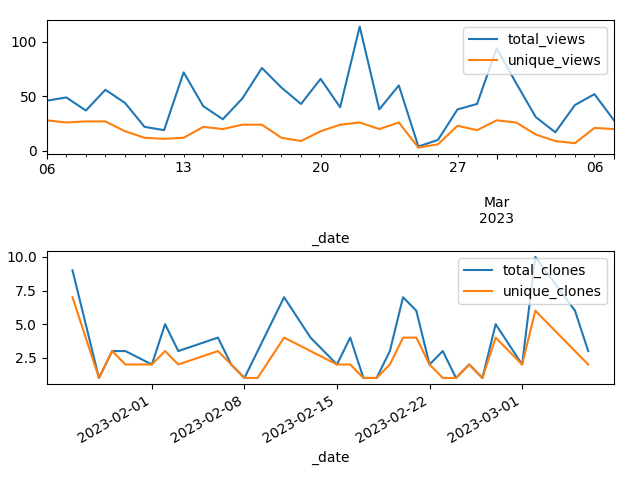 100
50
0
total_views
unique_views
06
13
20
27
06
Mar
2023
_date
10.0
7.5
5.0
2.5
total_clones
unique_clones
2023-02-01
2023-02-08
2023-02-15
2023-02-22
2023-03-01
_date